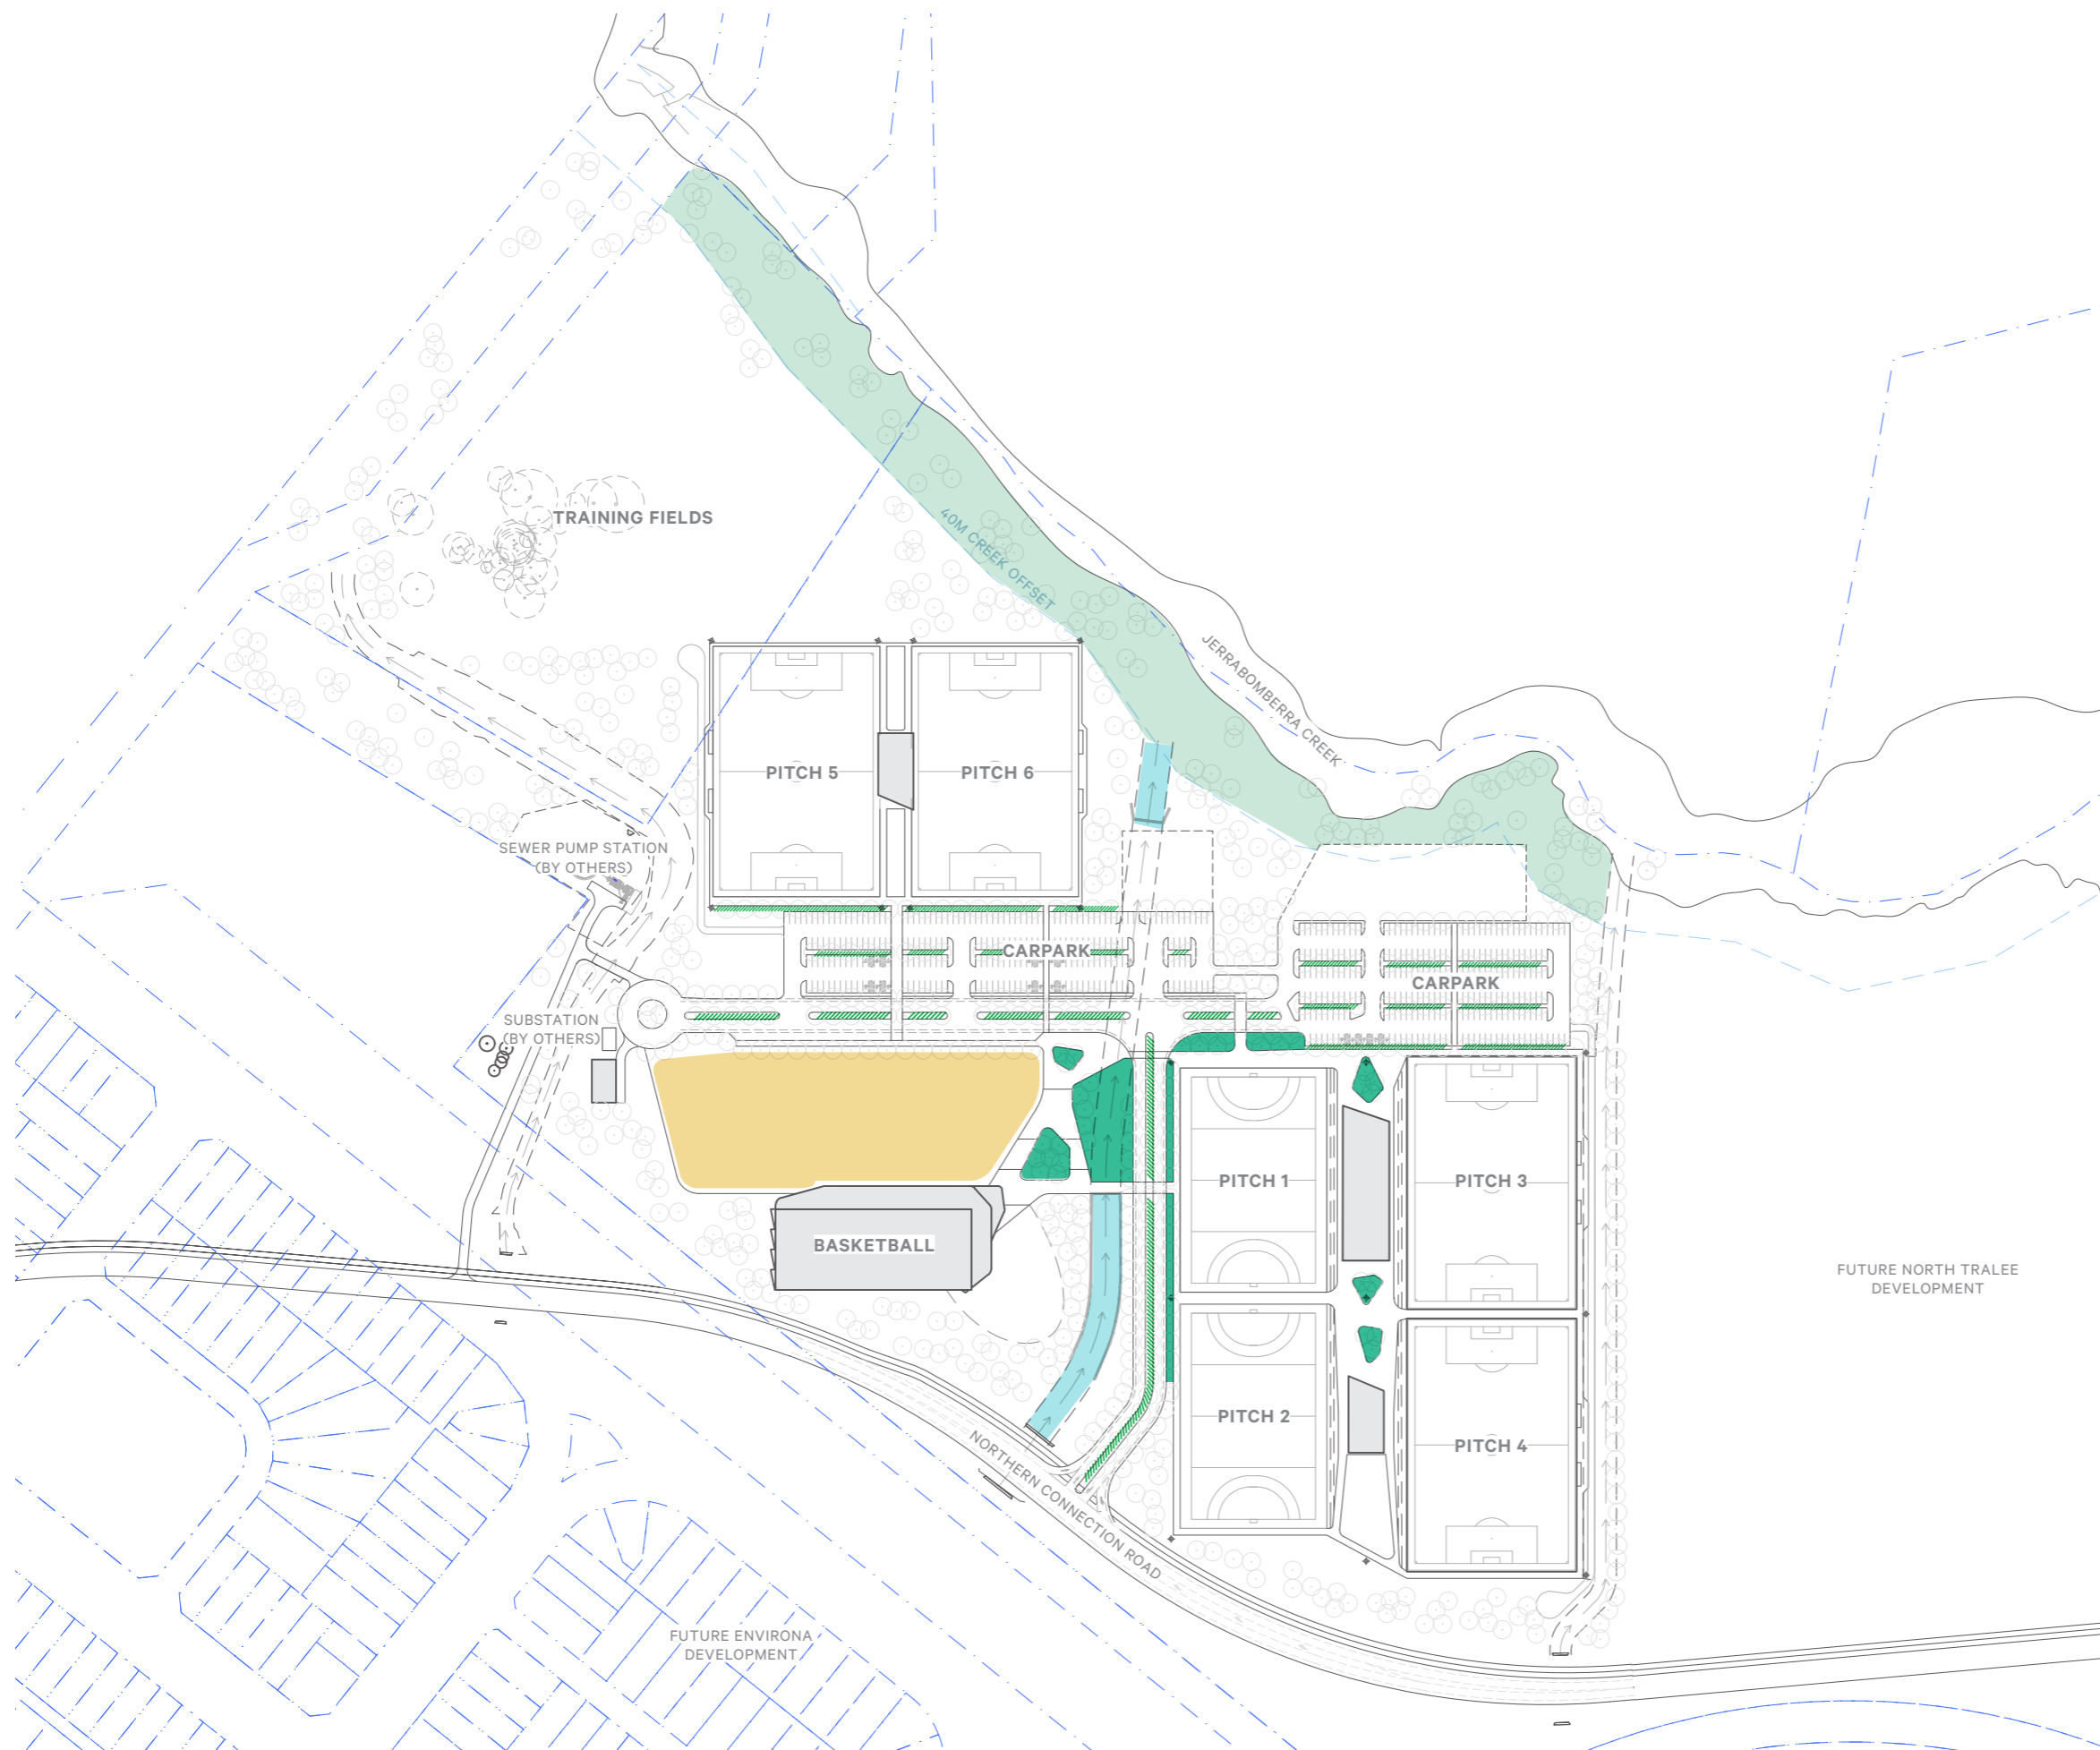 TRAINING FIELDS
40M CREEK OFFSET
JERRABOMBERRA CREEK
PITCH 5
PITCH 6
SEWER PUMP STATION
(BY OTHERS)
CARPARK
CARPARK
SUBSTATION
(BY OTHERS)
PITCH 1
PITCH 3
BASKETBALL
FUTURE NORTH TRALEE
DEVELOPMENT
PITCH 2
PITCH 4
NORTHERN CONNECTION ROAD
FUTURE ENVIRONA
DEVELOPMENT